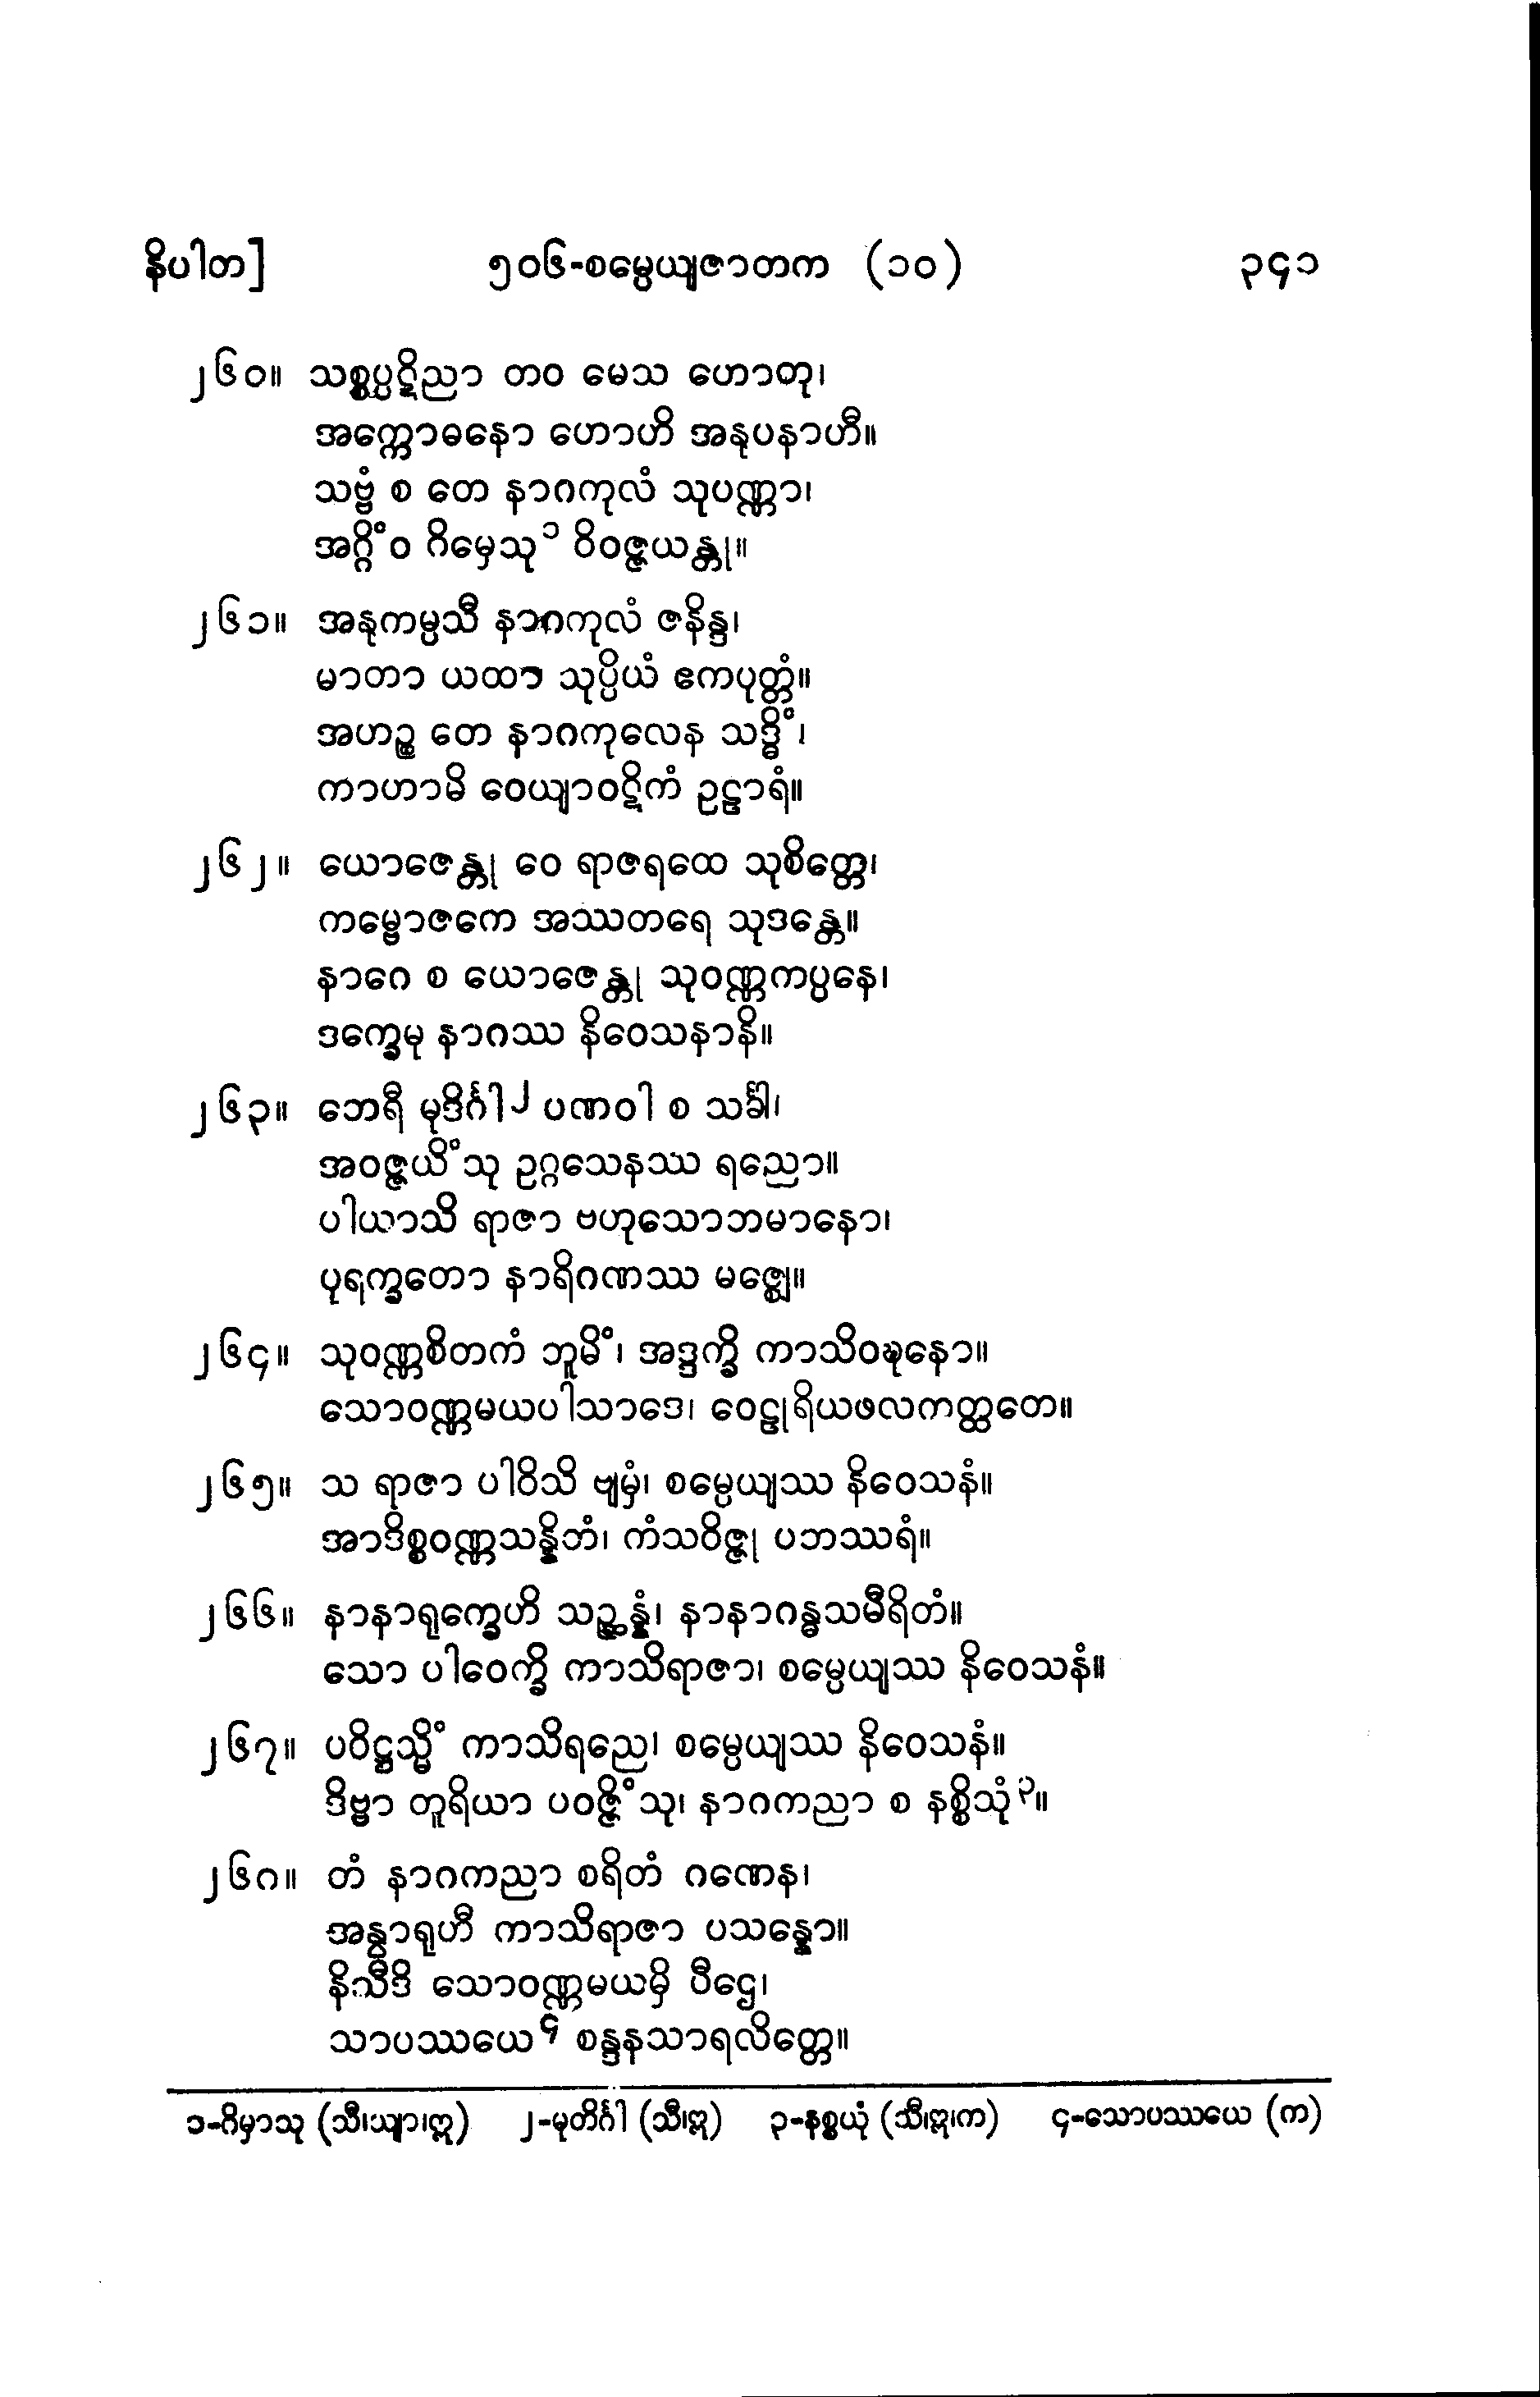 နိပါတ] ၅၀၆-စမ္ပေယျဇာတက (၁၀) ၃၄၁
၂၆၀။ သစ္စပ္ပဋိညာ တဝ မေသ ဟောတု၊
အက္ကောဓနော ဟောဟိ အနုပနာဟီ။
သဗ္ဗံ စ တေ နာဂကုလံ သုပဏ္ဏာ၊
အဂ္ဂိံဝ ဂိမှေသု ၁ ဝိဝဇ္ဇယန္တု။
၂၆၁။ အနုကမ္ပသီ နာဂကုလံ ဇနိန္ဒ၊
မာတာ ယထာ သုပ္ပိယံ ဧကပုတ္တံ။
အဟဉ္စ တေ နာဂကုလေန သဒ္ဓိံ၊
ကာဟာမိ ဝေယျာဝဋိကံ ဥဠာရံ။
၂၆၂။ ယောဇေန္တု ဝေ ရာဇရထေ သုစိတ္တေ၊
ကမ္ဗောဇကေ အဿတရေ သုဒန္တေ။
နာဂေ စ ယောဇေန္တု သုဝဏ္ဏကပ္ပနေ၊
ဒက္ခေမု နာဂဿ နိဝေသနာနိ။
၂၆၃။ ဘေရီ မုဒိင်္ဂါ ၂ ပဏဝါ စ သင်္ခါ၊
အဝဇ္ဇယိံသု ဥဂ္ဂသေနဿ ရညော။
ပါယာသိ ရာဇာ ဗဟုသောဘမာနော၊
ပုရက္ခတော နာရိဂဏဿ မဇ္ဈေ။
၂၆၄။ သုဝဏ္ဏစိတကံ ဘူမိံ၊ အဒ္ဒက္ခိ ကာသိဝဍ္ဎနော။
သောဝဏ္ဏမယပါသာဒေ၊ ဝေဠုရိယဖလကတ္ထတေ။
၂၆၅။ သ ရာဇာ ပါဝိသိ ဗျမှံ၊ စမ္ပေယျဿ နိဝေသနံ။
အာဒိစ္စဝဏ္ဏသန္နိဘံ၊ ကံသဝိဇ္ဇု ပဘဿရံ။
၂၆၆။ နာနာရုက္ခေဟိ သဉ္ဆန္နံ၊ နာနာဂန္ဓသမီရိတံ။
သော ပါဝေက္ခိ ကာသိရာဇာ၊ စမ္ပေယျဿ နိဝေသနံ။
၂၆၇။ ပဝိဋ္ဌသ္မိံ ကာသိရညေ၊ စမ္ပေယျဿ နိဝေသနံ။
ဒိဗ္ဗာ တူရိယာ ပဝဇ္ဇိံသု၊ နာဂကညာ စ နစ္စိသုံ ၃။
၂၆၈။ တံ နာဂကညာ စရိတံ ဂဏေန၊
အန္ဝာရုဟီ ကာသိရာဇာ ပသန္နော။
နိသီဒိ သောဝဏ္ဏမယမှိ ပီဌေ၊
သာပဿယေ ၄ စန္ဒနသာရလိတ္တေ။
၁-ဂိမှာသု (သီ၊ သျာ၊ ဣ) ၂-မုတိင်္ဂါ (သီ၊ ဣ) ၃-နစ္စယုံ (သီ၊ ဣ၊ က) ၄-သောပဿယေ (က)